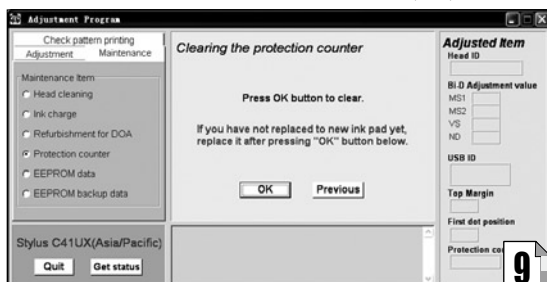 Adjustment Program
Check pattern printing
Adjustment Maintenance
Maintenance Item
Head cleaning
Ink charge
Refurbishment for DOA
Protection counter
EEPROM data
EEPROM backup data
Stylus C41UX(Asia/Pacific)
Quit Get status
Clearing the protection counter
Press OK button to clear.
If you have not replaced to new ink pad yet,
replace it after pressing "OK" button below.
OK Previous
Adjusted Item
Head ID
Bi-D Adjustment value
MS1
MS2
VS
ND
USB ID
Top Margin
First dot position
Protection
9